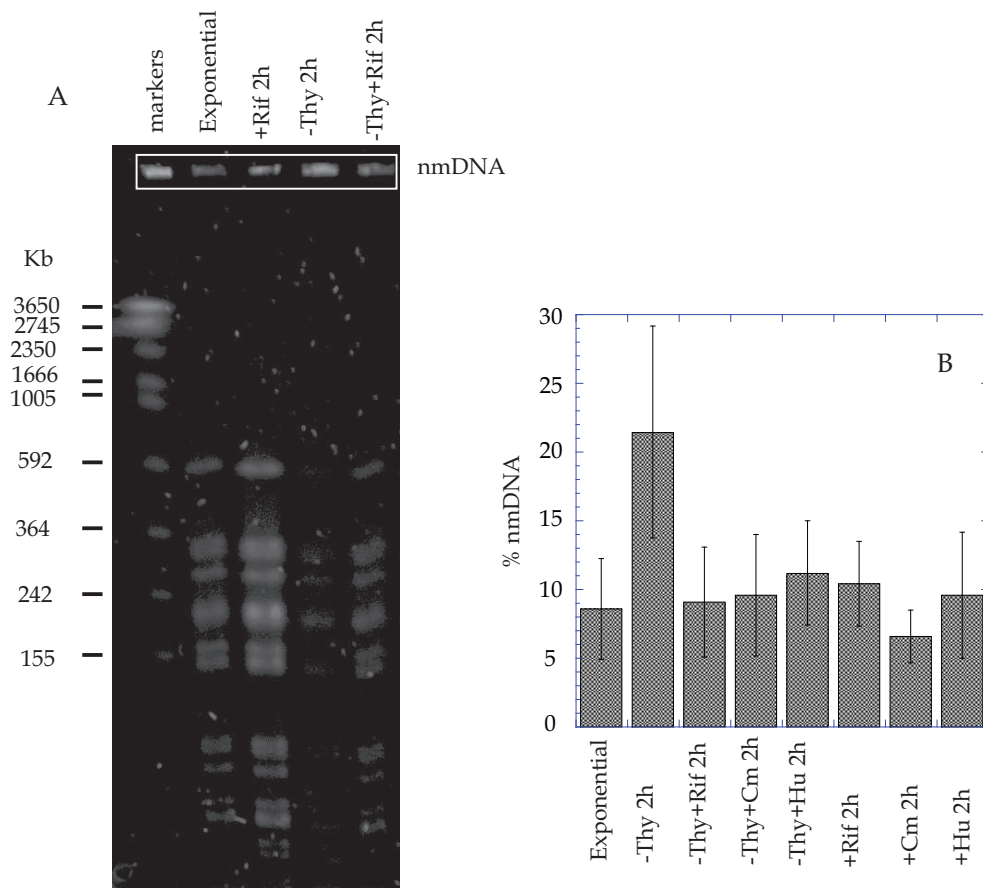 A
markers
Exponential
+Rif 2h
-Thy 2h
-Thy+Rif 2h
nmDNA
Kb
3650
2745
2350
1666
1005
592
364
242
155
B
% nmDNA
30
25
20
15
10
5
0
Exponential
-Thy 2h
-Thy+Rif 2h
-Thy+Cm 2h
-Thy+Hu 2h
+Rif 2h
+Cm 2h
+Hu 2h